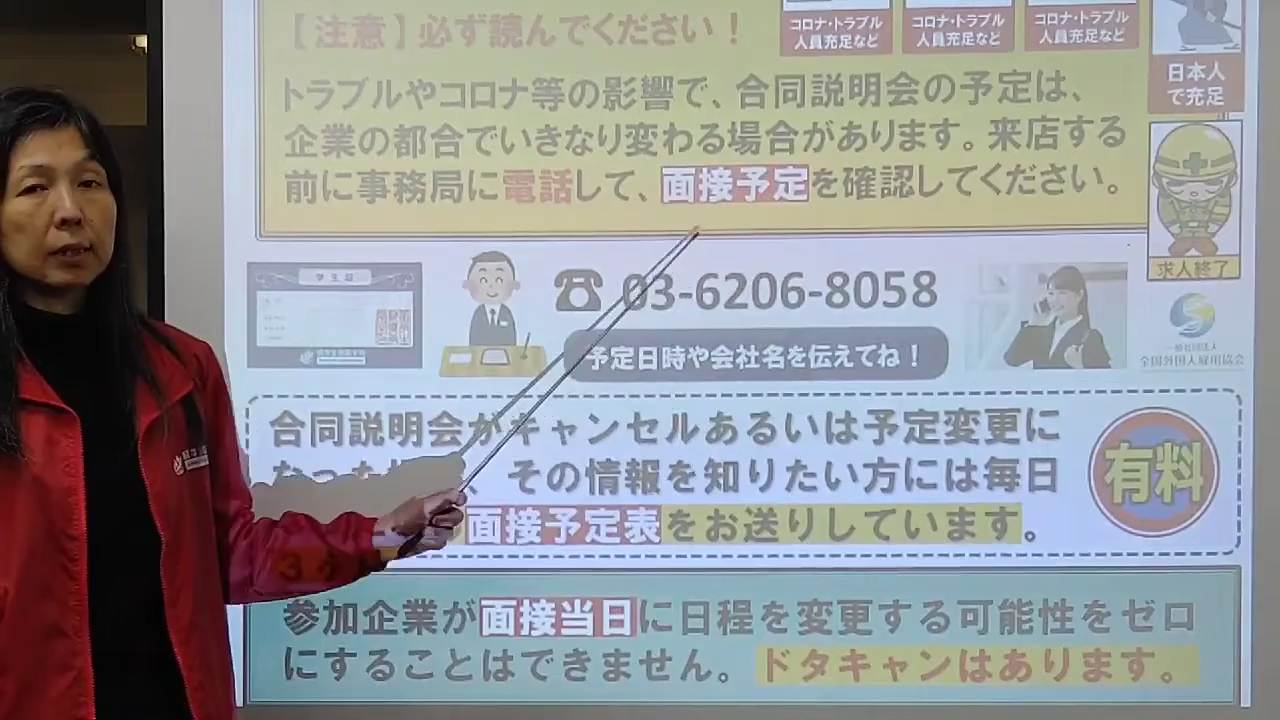 【注意】必ず読んでください！
コロナ・トラブル
人員充足など
コロナ・トラブル
人員充足など
コロナ・トラブル
人員充足など
日本人
で充足
トラブルやコロナ等の影響で、合同説明会の予定は、
企業の都合でいきなり変わる場合があります。来店する
前に事務局に電話して、面接予定を確認してください。
求人終了
学生証
03-6206-8058
予定日時や会社名を伝えてね！
一般社団法人
全国外国人雇用協会
合同説明会がキャンセルあるいは予定変更に
なった、その情報を知りたい方には毎日
面接予定表をお送りしています。
有料
参加企業が面接当日に日程を変更する可能性をゼロ
にすることはできません。ドタキャンはあります。